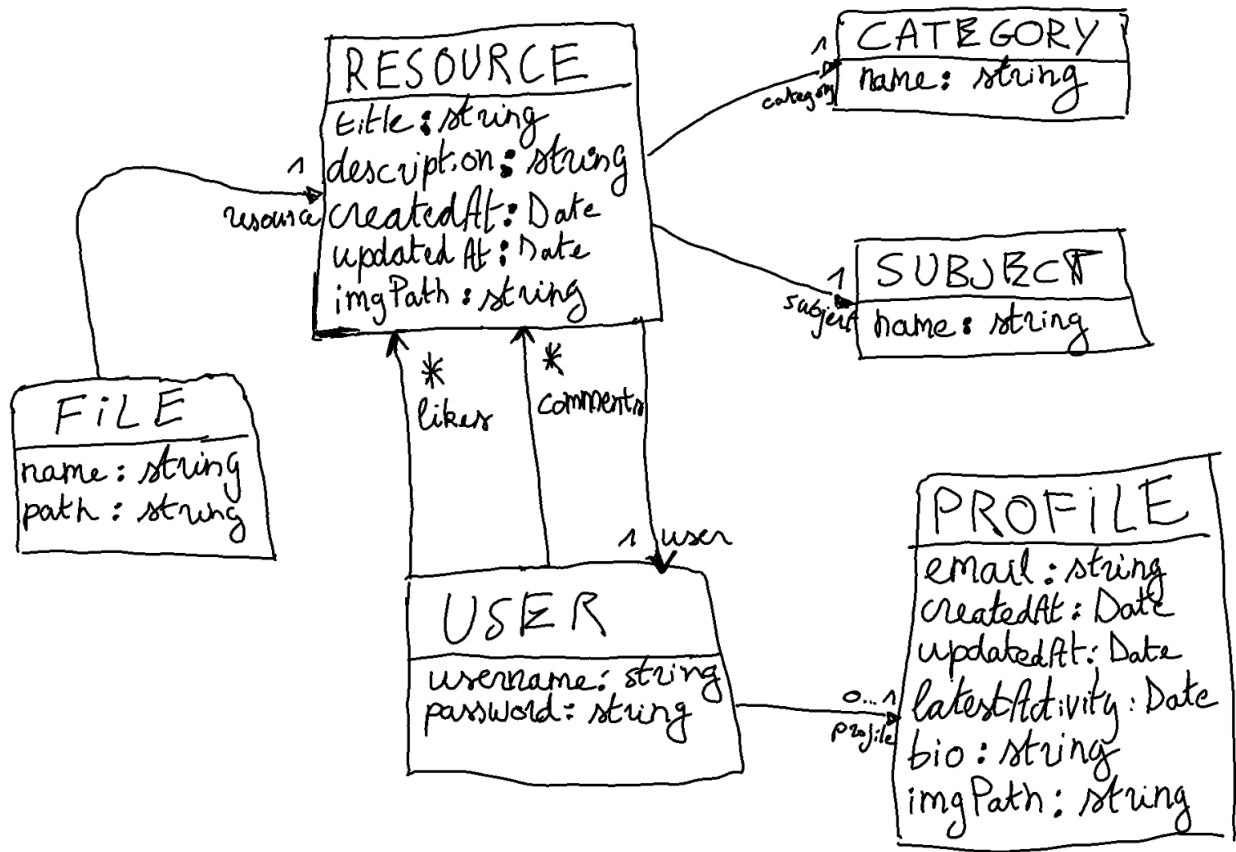 RESOURCE
title: string
description: string
createdAt: Date
updatedAt: Date
imgPath: string
1
resource
1
category
CATEGORY
name: string
1
subject
SUBJECT
name: string
*
likes
*
comments
1 user
FiLE
name: string
path: string
USER
username: string
password: string
0...1
profile
PROFiLE
email: string
createdAt: Date
updatedAt: Date
latestActivity: Date
bio: string
imgPath: string